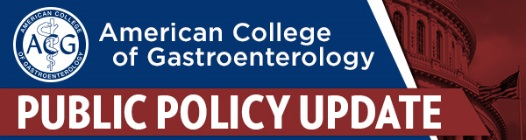 AMERICAN COLLEGE
OF GASTROENTEROLOGY
ACG
American College
of Gastroenterology
PUBLIC POLICY UPDATE